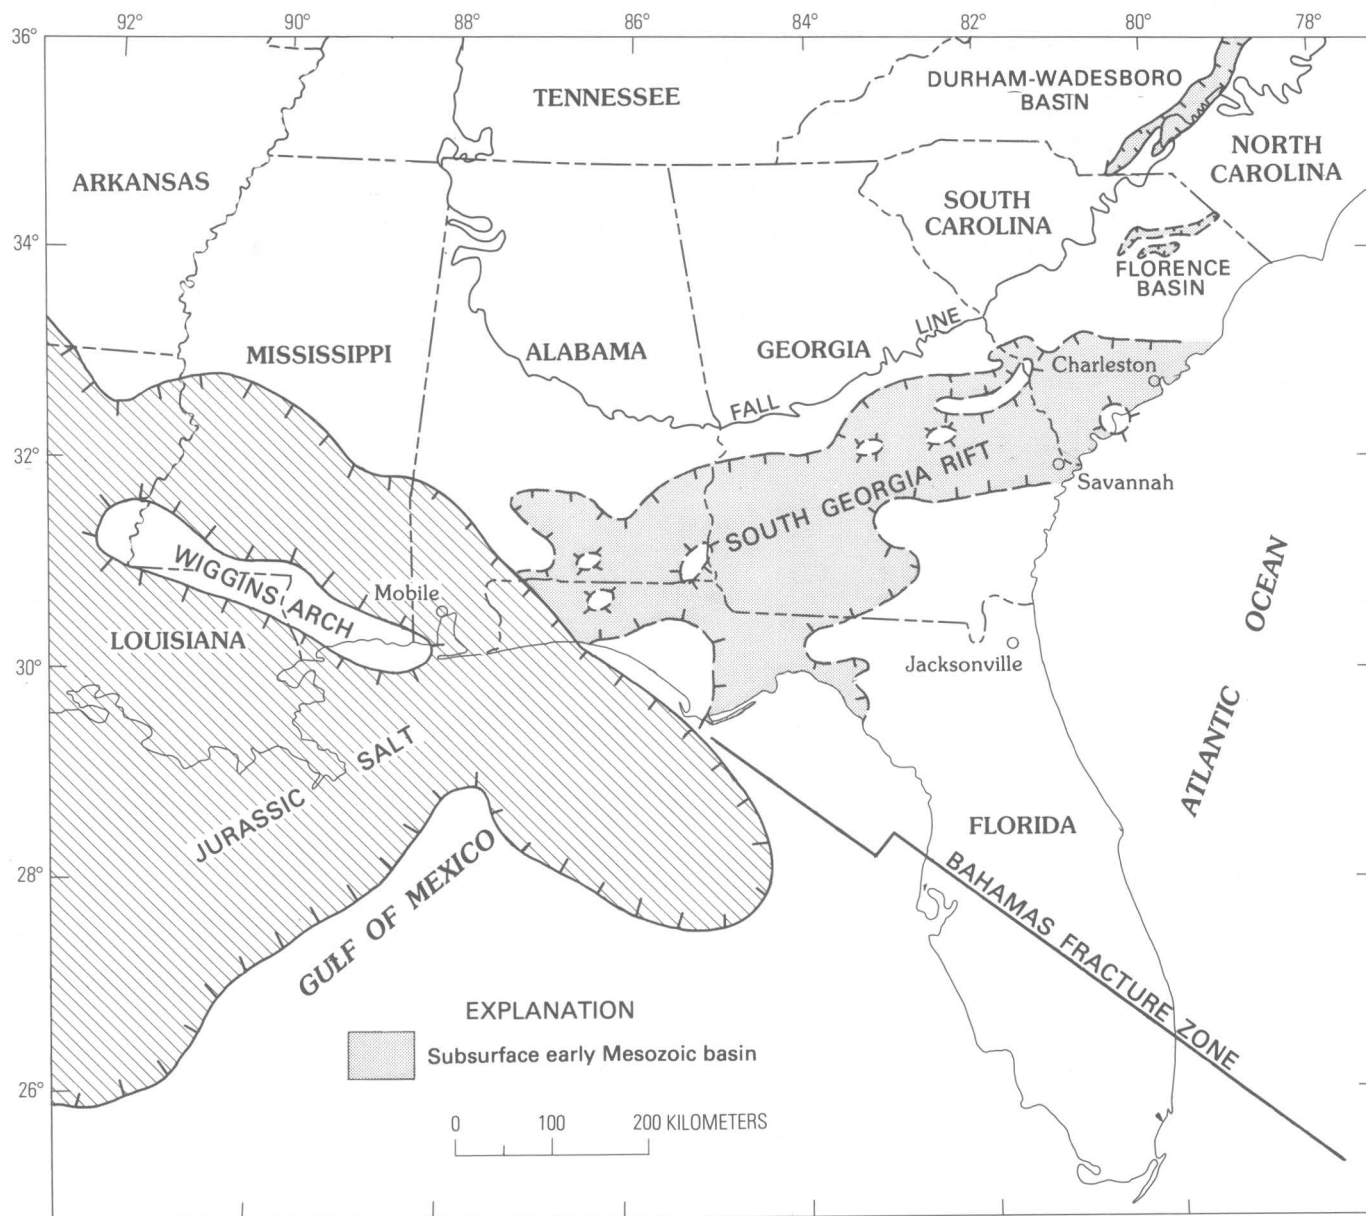 92° 90° 88° 86° 84° 82° 80° 78°
36°
DURHAM-WADESBORO
BASIN
TENNESSEE
NORTH
CAROLINA
ARKANSAS
SOUTH
CAROLINA
34°
FLORENCE
BASIN
LINE
MISSISSIPPI
ALABAMA
GEORGIA
Charleston
FALL
32°
SOUTH GEORGIA RIFT
Savannah
WIGGINS ARCH
Mobile
LOUISIANA
30°
Jacksonville
ATLANTIC OCEAN
JURASSIC SALT
FLORIDA
28°
GULF OF MEXICO
BAHAMAS FRACTURE ZONE
EXPLANATION
Subsurface early Mesozoic basin
26°
0 100 200 KILOMETERS